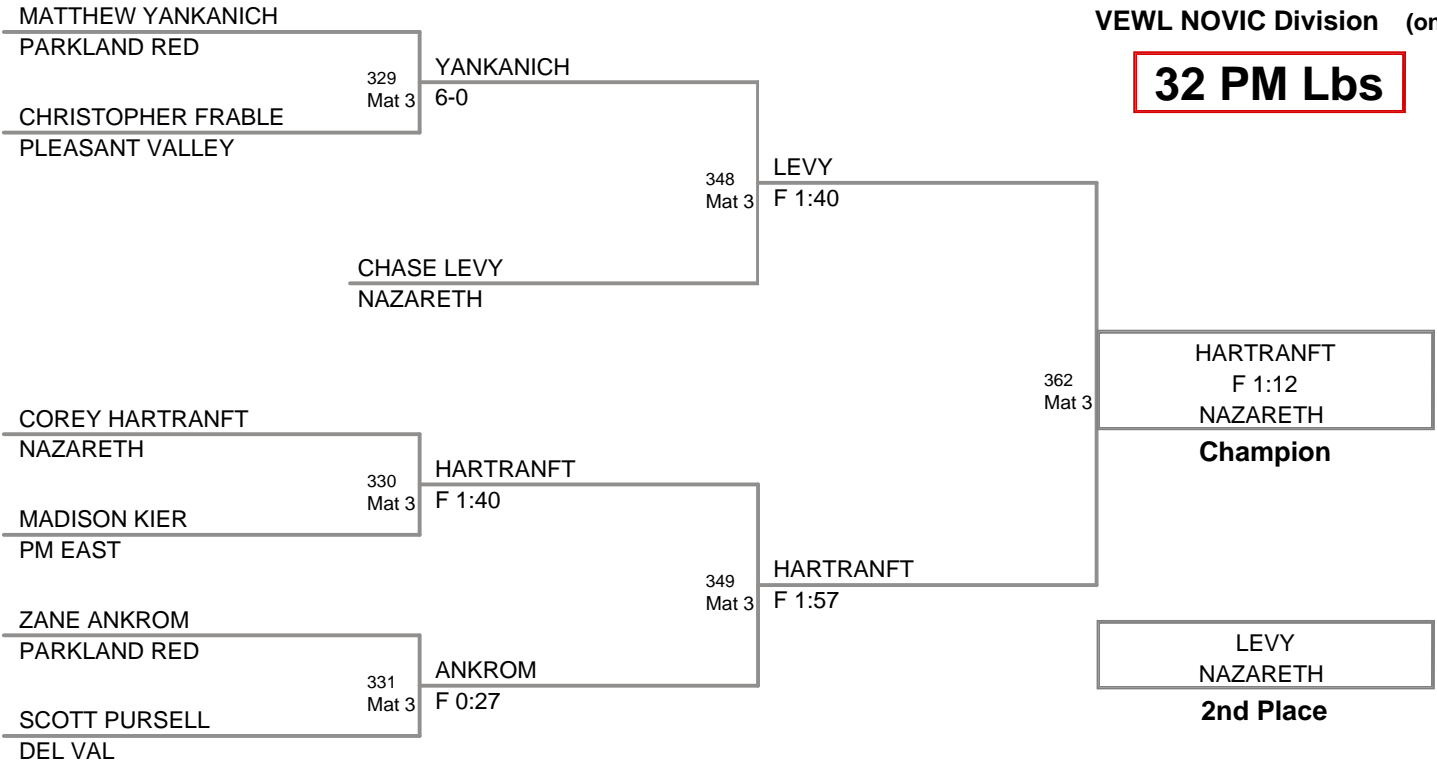 MATTHEW YANKANICH
PARKLAND RED
VEWL NOVIC Division (on
32 PM Lbs
329
Mat 3
YANKANICH
6-0
CHRISTOPHER FRABLE
PLEASANT VALLEY
348
Mat 3
LEVY
F 1:40
CHASE LEVY
NAZARETH
362
Mat 3
HARTRANFT
F 1:12
NAZARETH
Champion
COREY HARTRANFT
NAZARETH
330
Mat 3
HARTRANFT
F 1:40
MADISON KIER
PM EAST
349
Mat 3
HARTRANFT
F 1:57
ZANE ANKROM
PARKLAND RED
331
Mat 3
ANKROM
F 0:27
SCOTT PURSELL
DEL VAL
LEVY
NAZARETH
2nd Place